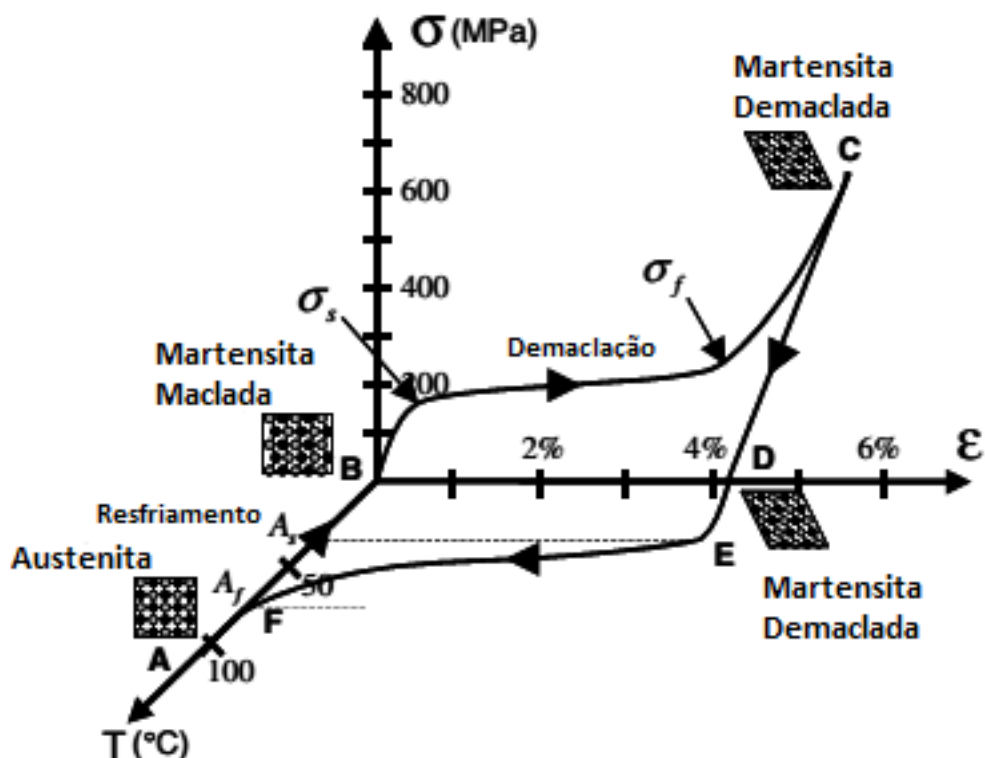 σ (MPa)
Martensita
Demaclada
C
800
600
σf
400
σs
Demaclação
Martensita
Maclada
200
2%
4%
6%
ε
B
D
Resfriamento
As
Austenita
E
Af
50
F
Martensita
Demaclada
A
100
T (°C)